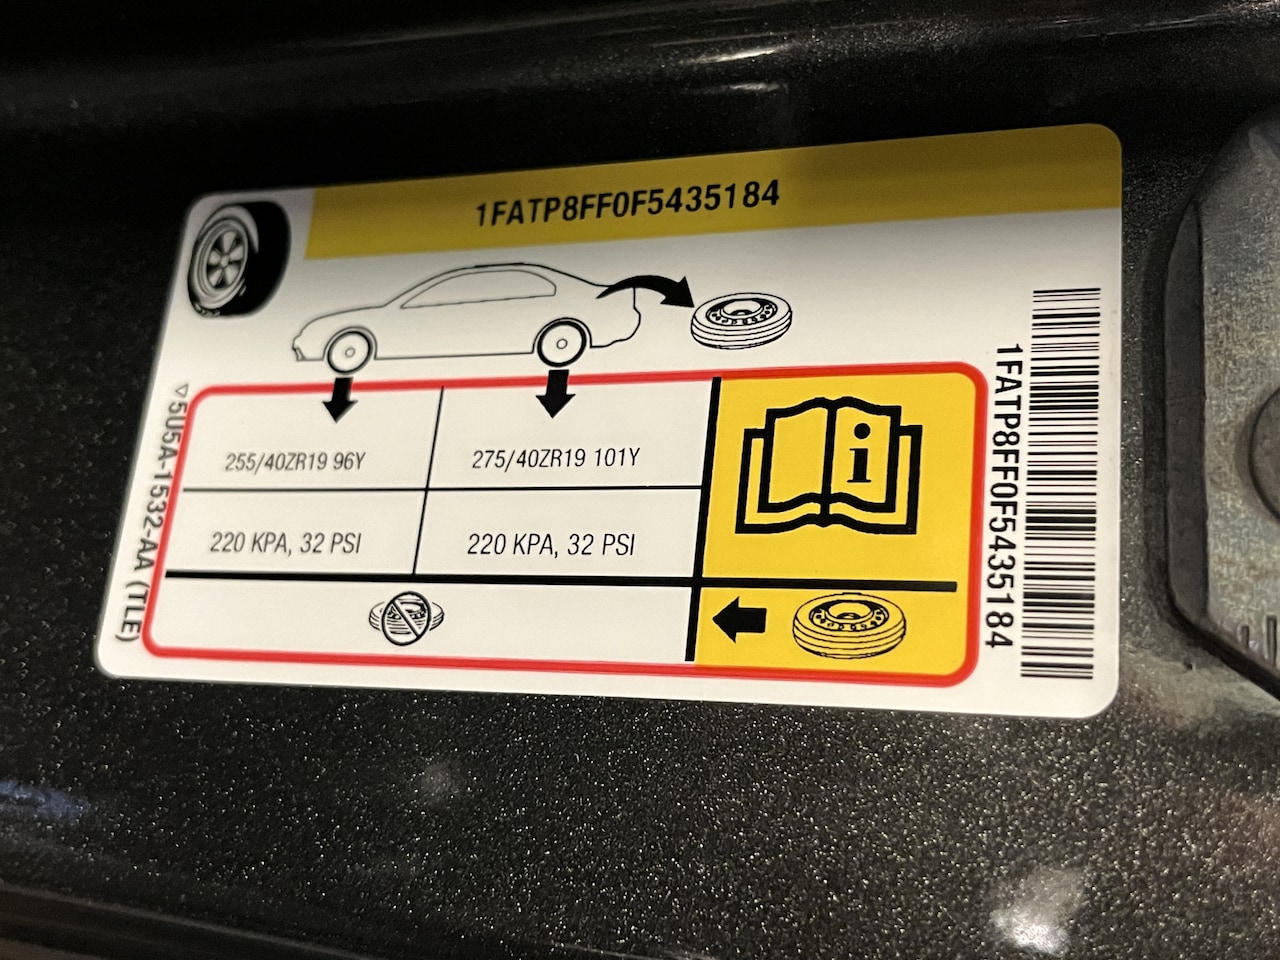 1FATP8FF0F5435184
255/40ZR19 96Y
275/40ZR19 101Y
220 KPA, 32 PSI
220 KPA, 32 PSI
i
▽5U5A-1532-AA (TLE)
1FATP8FF0F5435184